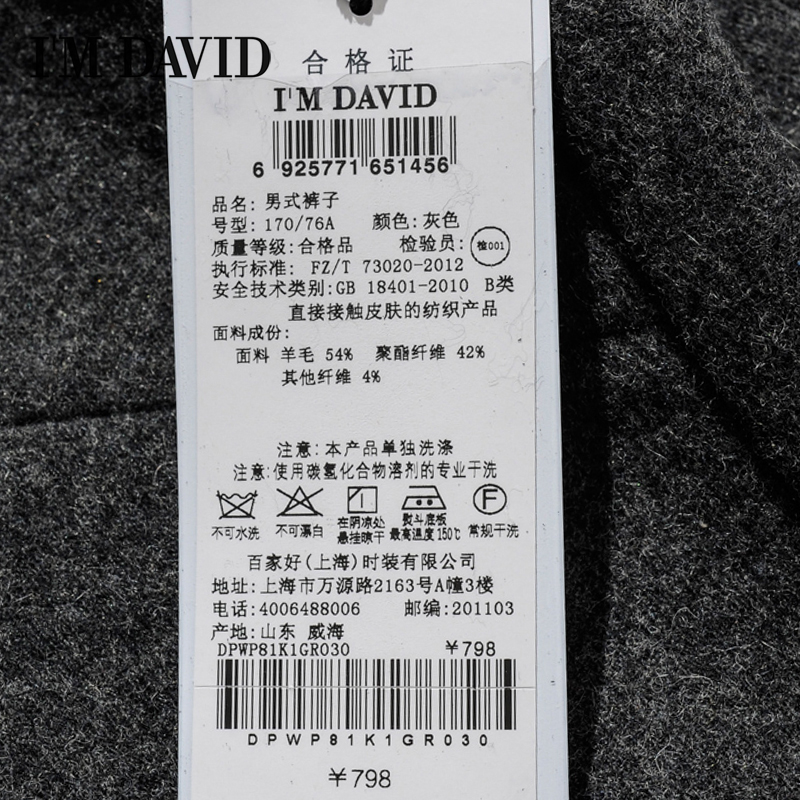 I'M DAVID
合格证
I'M DAVID
6 925771 651456
品名: 男式裤子
号型: 170/76A 颜色: 灰色
质量等级:合格品 检验员: 检001
执行标准: FZ/T 73020-2012
安全技术类别:GB 18401-2010 B类
直接接触皮肤的纺织产品
面料成份:
面料 羊毛 54% 聚酯纤维 42%
其他纤维 4%
注意: 本产品单独洗涤
注意:使用碳氢化合物溶剂的专业干洗
F
不可水洗 不可漂白 在阴凉处悬挂晾干 熨斗底板最高温度150℃ 常规干洗
百家好(上海)时装有限公司
地址:上海市万源路2163号A幢3楼
电话:4006488006 邮编:201103
产地:山东 威海
DPWP81K1GR030 ¥798
DPWP81K1GR030
¥798